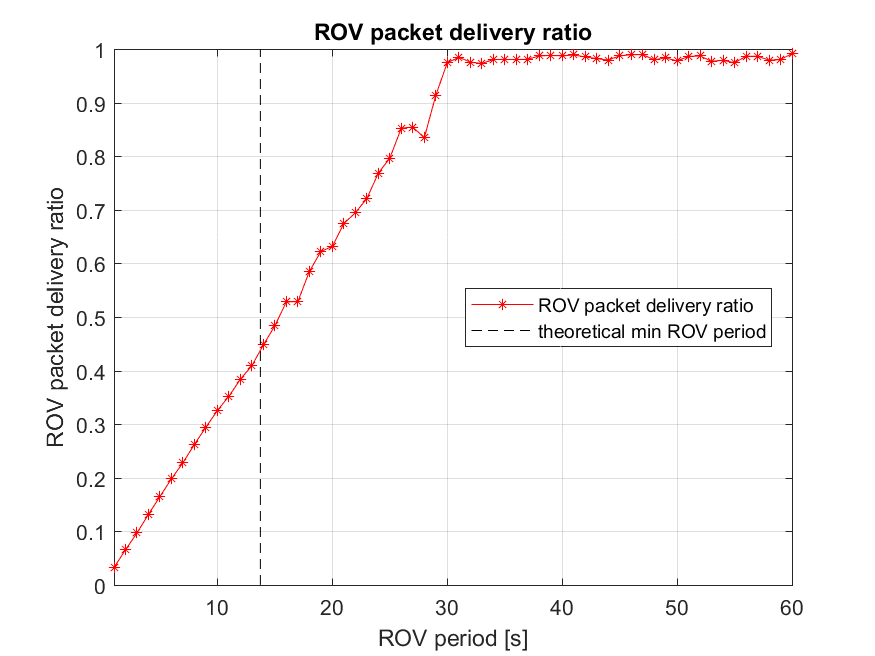 ROV packet delivery ratio
1
0.9
0.8
0.7
0.6
0.5
0.4
0.3
0.2
0.1
0
ROV packet delivery ratio
ROV packet delivery ratio
theoretical min ROV period
10 20 30 40 50 60
ROV period [s]